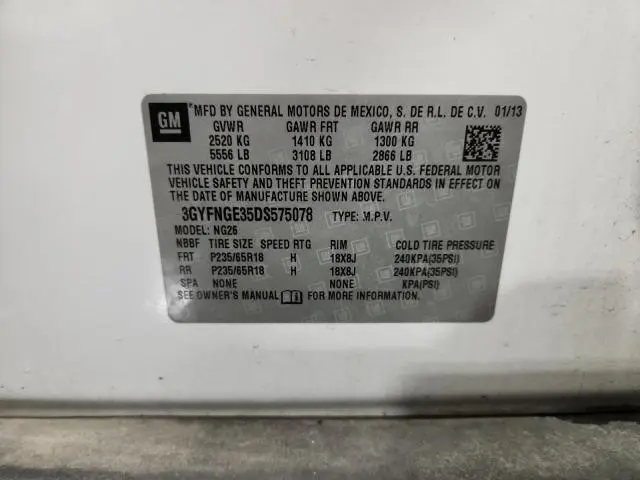 GM
*MFD BY GENERAL MOTORS DE MEXICO, S. DE R.L. DE C.V. 01/13
GVWR GAWR FRT GAWR RR
2520 KG 1410 KG 1300 KG
5556 LB 3108 LB 2866 LB
THIS VEHICLE CONFORMS TO ALL APPLICABLE U.S. FEDERAL MOTOR
VEHICLE SAFETY AND THEFT PREVENTION STANDARDS IN EFFECT ON
THE DATE OF MANUFACTURE SHOWN ABOVE.
3GYFNGE35DS575078 TYPE: M.P.V.
MODEL: NG26
NBBF TIRE SIZE SPEED RTG RIM COLD TIRE PRESSURE
FRT P235/65R18 H 18X8J 240KPA(35PSI)
RR P235/65R18 H 18X8J 240KPA(35PSI)
SPA NONE NONE KPA(PSI)
SEE OWNER'S MANUAL FOR MORE INFORMATION.